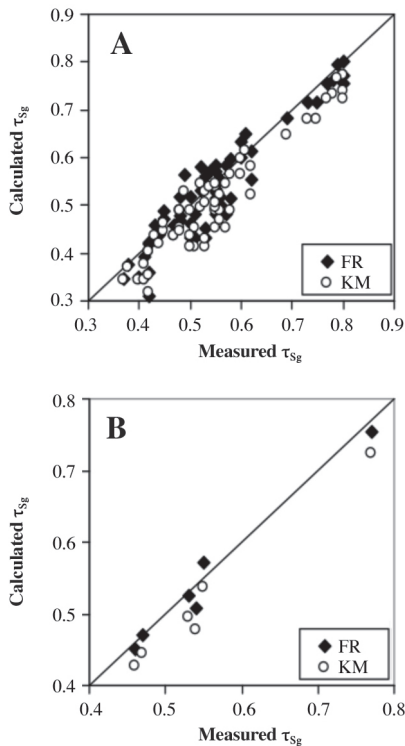 0.9
A
0.8
0.7
0.6
0.5
0.4
0.3
Calculated τSg
FR
KM
0.3 0.4 0.5 0.6 0.7 0.8 0.9
Measured τSg
0.8
B
0.7
0.6
0.5
0.4
Calculated τSg
FR
KM
0.4 0.5 0.6 0.7 0.8
Measured τSg